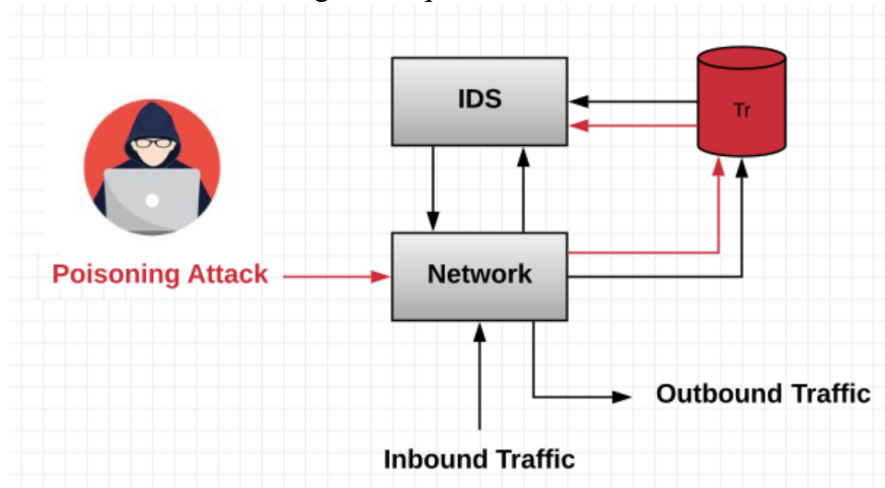 IDS
Tr
Poisoning Attack
Network
Outbound Traffic
Inbound Traffic